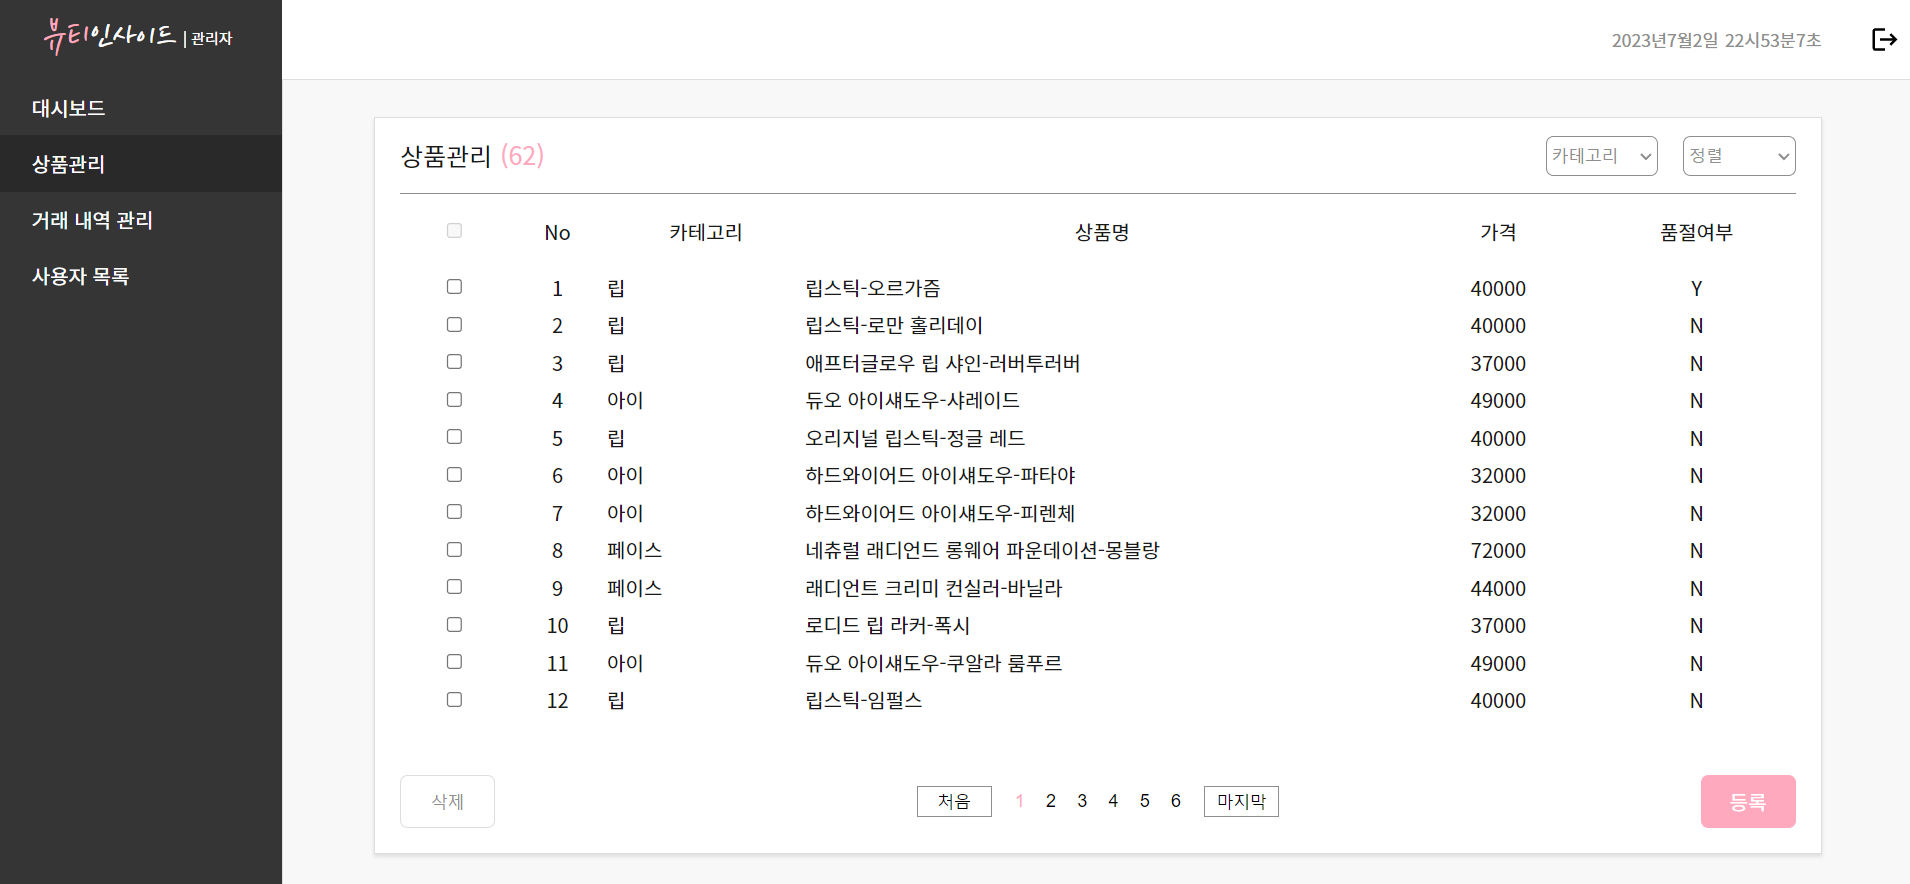 뷰티인사이드 | 관리자
2023년7월2일 22시53분7초
대시보드
상품관리
거래 내역 관리
사용자 목록
상품관리 (62)
카테고리 정렬
No 카테고리 상품명 가격 품절여부
1 립 립스틱-오르가즘 40000 Y
2 립 립스틱-로만 홀리데이 40000 N
3 립 애프터글로우 립 샤인-러버투러버 37000 N
4 아이 듀오 아이섀도우-샤레이드 49000 N
5 립 오리지널 립스틱-정글 레드 40000 N
6 아이 하드와이어드 아이섀도우-파타야 32000 N
7 아이 하드와이어드 아이섀도우-피렌체 32000 N
8 페이스 네츄럴 래디언드 롱웨어 파운데이션-몽블랑 72000 N
9 페이스 래디언트 크리미 컨실러-바닐라 44000 N
10 립 로디드 립 라커-폭시 37000 N
11 아이 듀오 아이섀도우-쿠알라 룸푸르 49000 N
12 립 립스틱-임펄스 40000 N
삭제 처음 1 2 3 4 5 6 마지막 등록